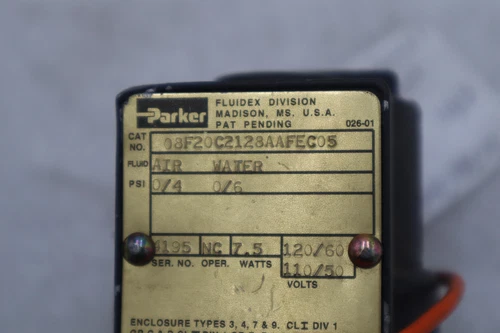 Parker
FLUIDEX DIVISION
MADISON, MS. U.S.A.
PAT PENDING
026-01
CAT NO. 08F20C2128AAFEC05
FLUID AIR WATER
PSI 0/4 0/6
195 NC 7.5 120/60
SER. NO. OPER. WATTS 110/50
VOLTS
ENCLOSURE TYPES 3, 4, 7 & 9. CL I DIV 1